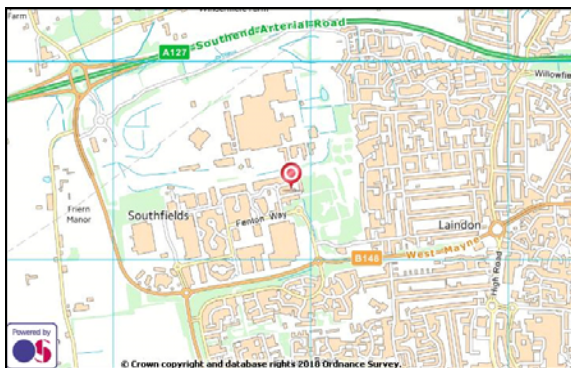 Farm
Southend Arterial Road
A127
Willowfie
Friern
Manor
Southfields
Fenton Way
Laindon
B148
West Mayne
High Road
Powered by
OS
© Crown copyright and database rights 2010 Ordnance Survey.